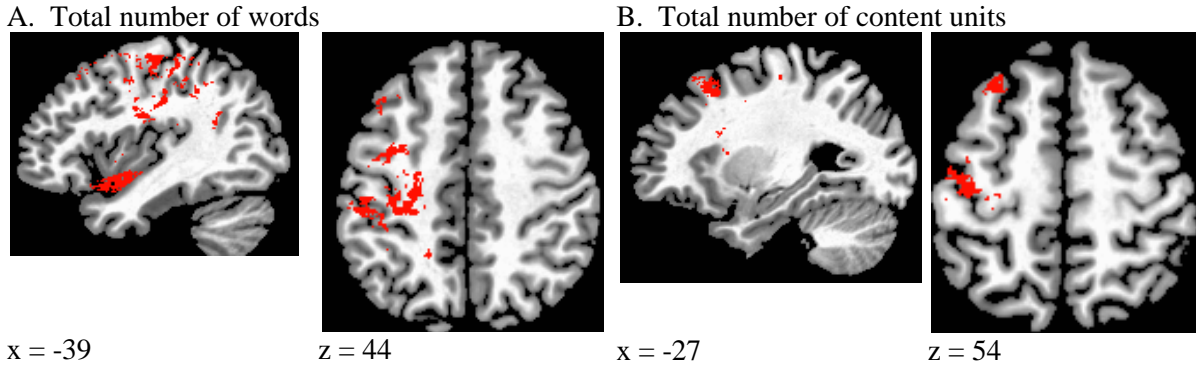 A. Total number of words
B. Total number of content units
x = -39
z = 44
x = -27
z = 54